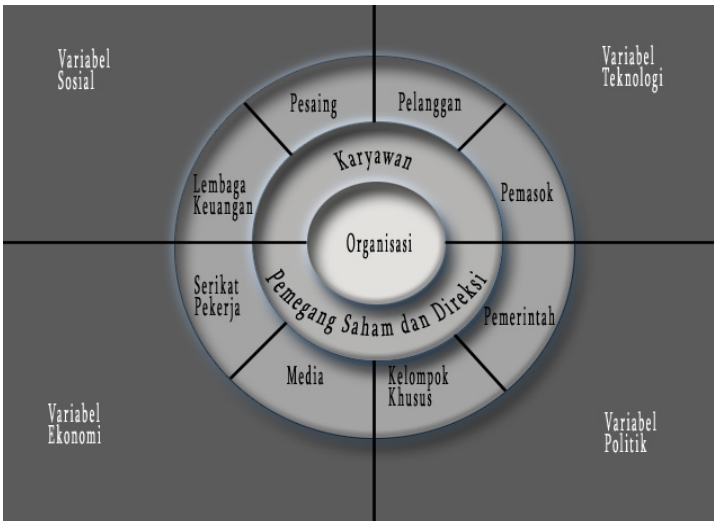 Variabel
Sosial
Variabel
Teknologi
Pesaing
Pelanggan
Karyawan
Lembaga
Keuangan
Pemasok
Organisasi
Serikat
Pekerja
Pemegang Saham dan Direksi
Pemerintah
Media
Kelompok
Khusus
Variabel
Ekonomi
Variabel
Politik